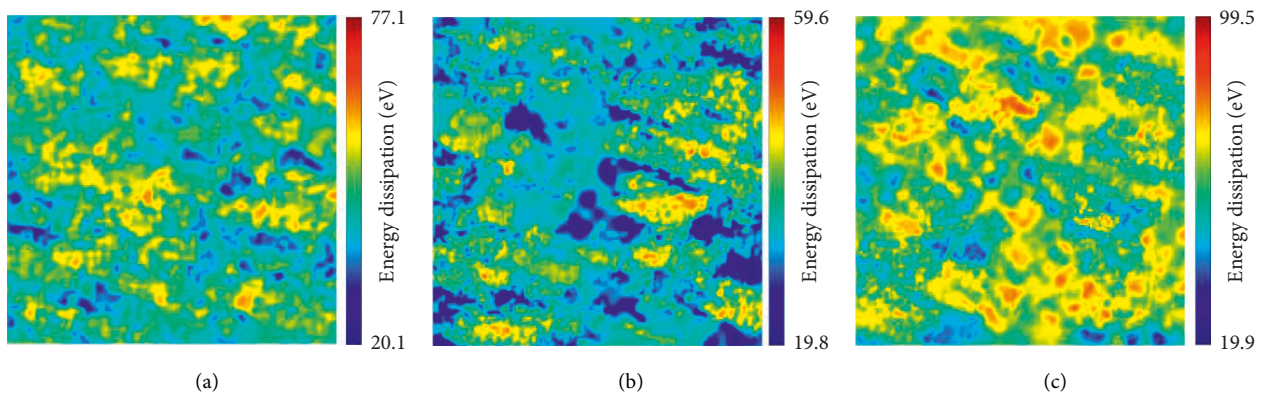 77.1
Energy dissipation (eV)
20.1
(a)
59.6
Energy dissipation (eV)
19.8
(b)
99.5
Energy dissipation (eV)
19.9
(c)